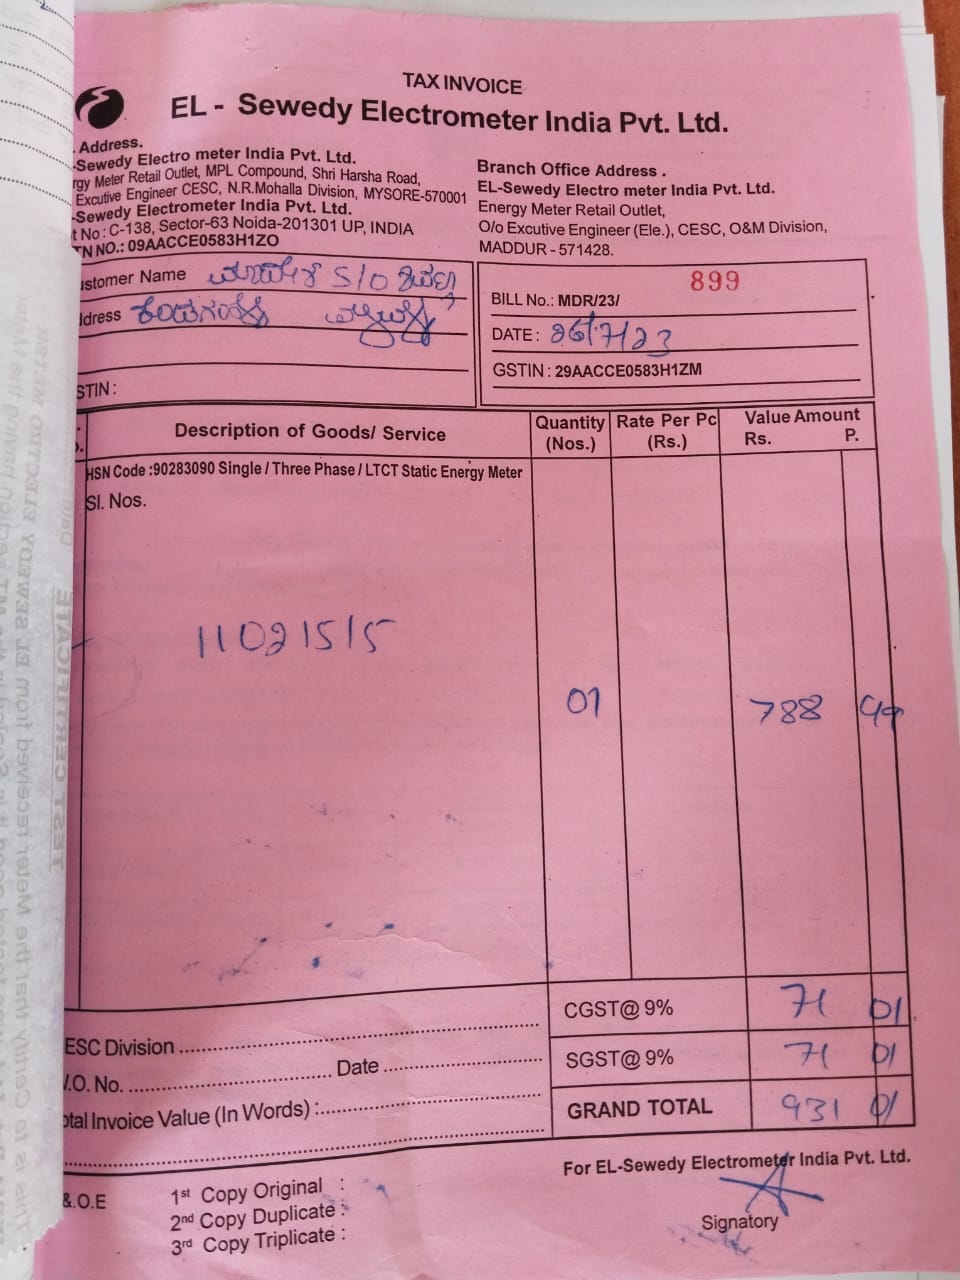 TAX INVOICE
EL - Sewedy Electrometer India Pvt. Ltd.
Address.
-Sewedy Electro meter India Pvt. Ltd.
rgy Meter Retail Outlet, MPL Compound, Shri Harsha Road,
Excutive Engineer CESC, N.R.Mohalla Division, MYSORE-570001
-Sewedy Electrometer India Pvt. Ltd.
t No : C-138, Sector-63 Noida-201301 UP, INDIA
TN NO.: 09AACCE0583H1ZO
Branch Office Address .
EL-Sewedy Electro meter India Pvt. Ltd.
Energy Meter Retail Outlet,
O/o Excutive Engineer (Ele.), CESC, O&M Division,
MADDUR - 571428.
ustomer Name S/O
ldress
STIN :
899
BILL No.: MDR/23/
DATE : 26/7/23
GSTIN : 29AACCE0583H1ZM
Description of Goods/ Service
Quantity (Nos.)
Rate Per Pc (Rs.)
Value Amount
Rs. P.
HSN Code :90283090 Single / Three Phase / LTCT Static Energy Meter
Sl. Nos.
11021515
01
788 99
CGST@ 9% 71 01
SGST@ 9% 71 01
GRAND TOTAL 931 01
ESC Division
.O. No. Date
otal Invoice Value (In Words) :
For EL-Sewedy Electrometer India Pvt. Ltd.
Signatory
&.O.E
1st Copy Original :
2nd Copy Duplicate :
3rd Copy Triplicate :